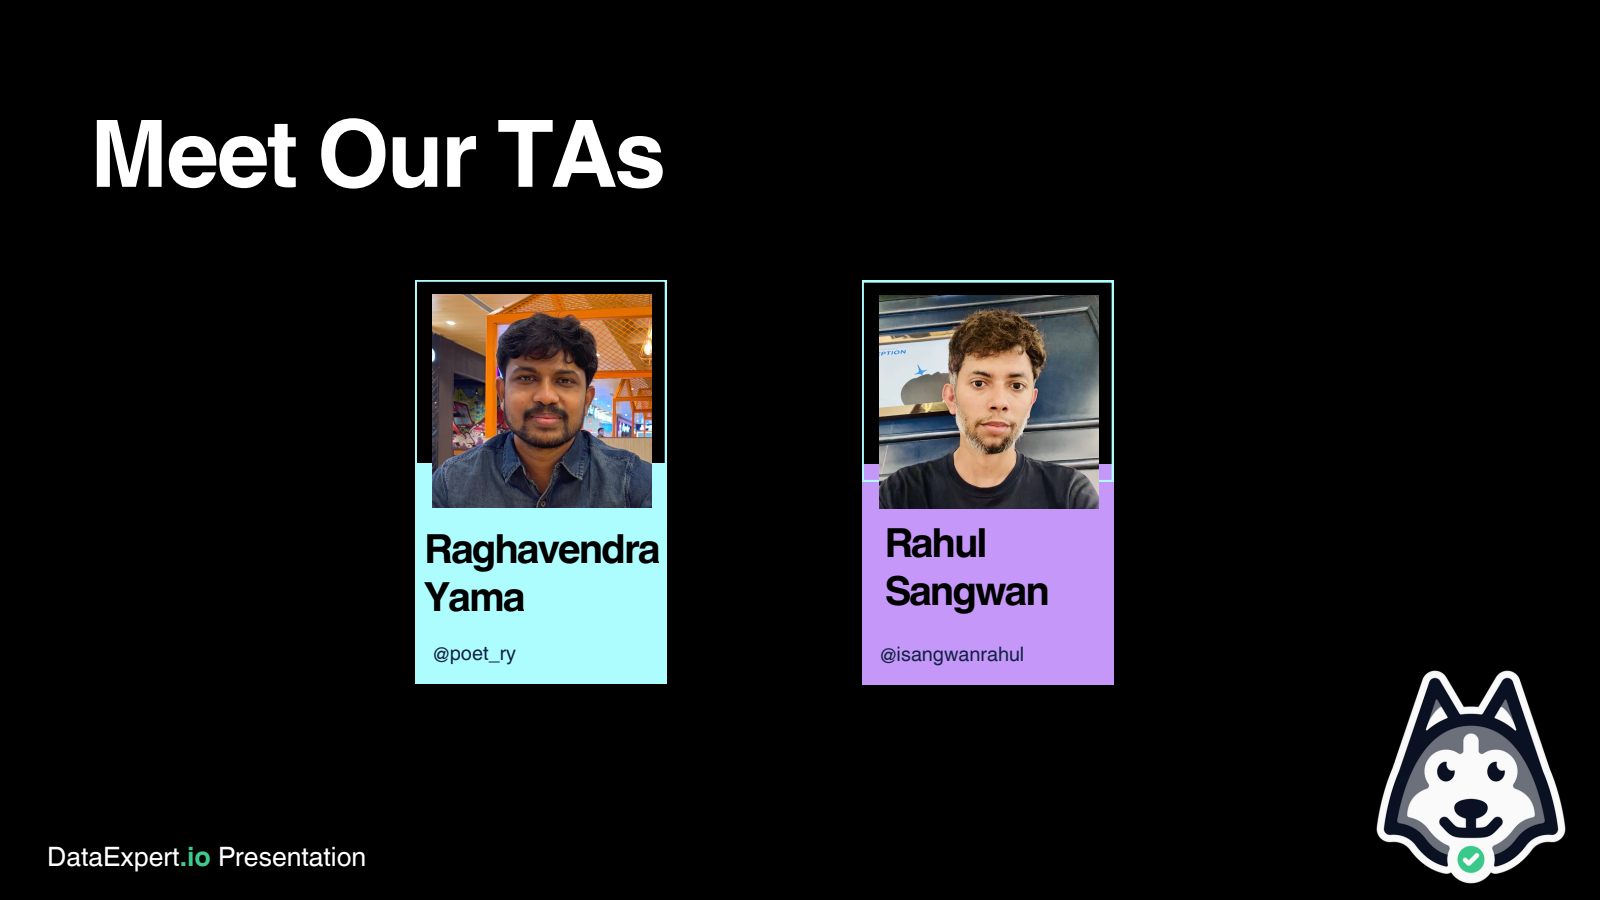 Meet Our TAs
Raghavendra
Yama
@poet_ry
Rahul
Sangwan
@isangwanrahul
DataExpert.io Presentation